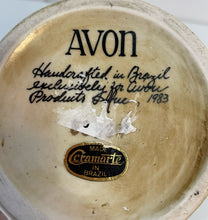 AVON
Handcrafted in Brazil
exclusively for Avon
Products Inc 1983
MADE
Ceramarte
IN
BRAZIL